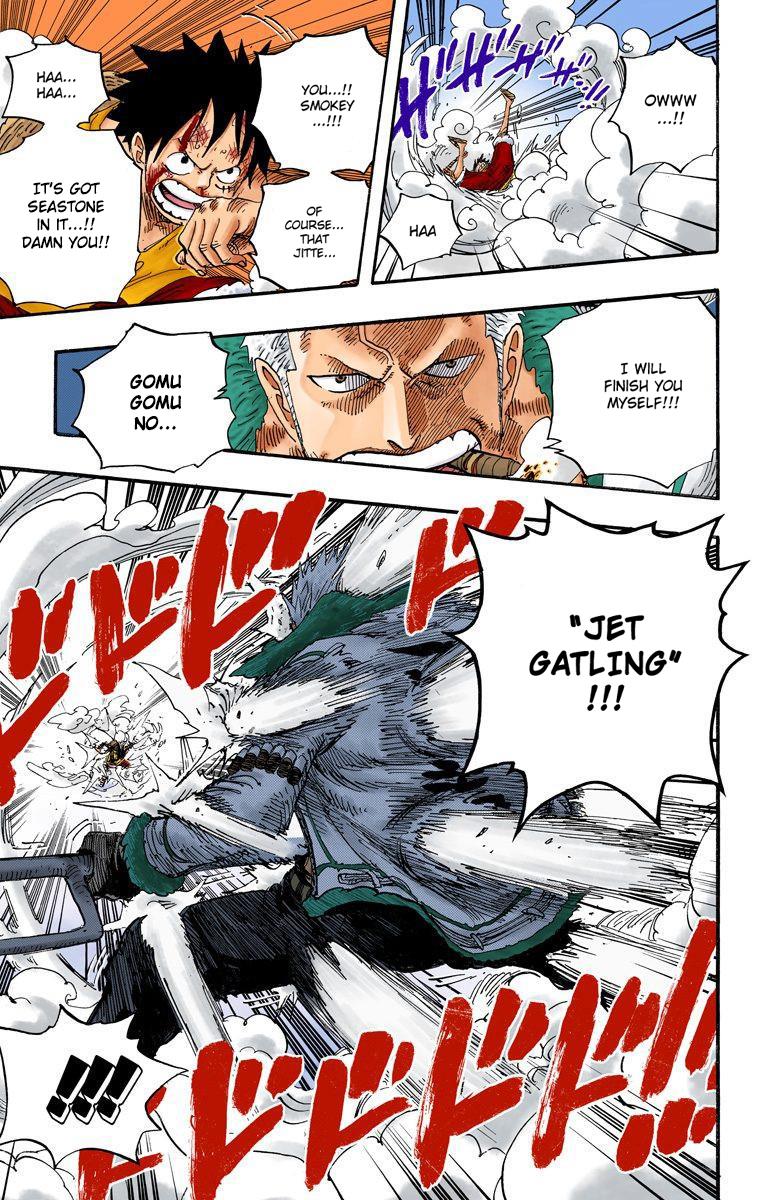 OWWW
...!!
ザザザザ!!
HAA
YOU...!!
SMOKEY
...!!!
OF
COURSE...
THAT
JITTE...
HAA...
HAA...
IT'S GOT
SEASTONE
IN IT...!!
DAMN YOU!!
I WILL
FINISH YOU
MYSELF!!!
GOMU
GOMU
NO...
"JET
GATLING"
!!!
ドドドド
ドドドドド!!!
!!!